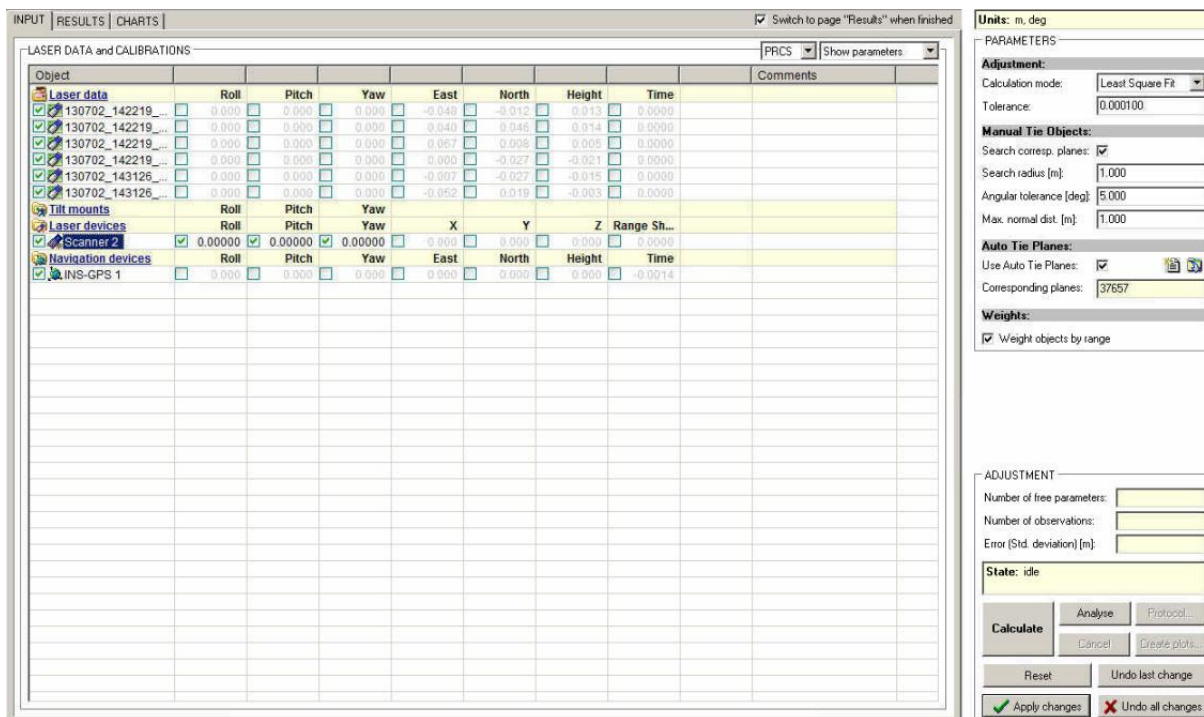 INPUT RESULTS CHARTS Switch to page "Results" when finished
LASER DATA and CALIBRATIONS PRCS Show parameters
Object Comments
Laser data Roll Pitch Yaw East North Height Time
130702_142219_... 0.000 0.000 0.000 -0.048 -0.012 0.013 0.0000
130702_142219_... 0.000 0.000 0.000 0.040 0.046 0.014 0.0000
130702_142219_... 0.000 0.000 0.000 0.067 0.008 0.005 0.0000
130702_142219_... 0.000 0.000 0.000 0.000 -0.027 -0.021 0.0000
130702_143126_... 0.000 0.000 0.000 -0.007 -0.027 -0.015 0.0000
130702_143126_... 0.000 0.000 0.000 -0.052 0.019 -0.003 0.0000
Tilt mounts Roll Pitch Yaw
Laser devices Roll Pitch Yaw X Y Z Range Sh...
Scanner 2 0.00000 0.00000 0.00000 0.000 0.000 0.000 0.0000
Navigation devices Roll Pitch Yaw East North Height Time
INS-GPS 1 0.000 0.000 0.000 0.000 0.000 0.000 -0.0014
Units: m, deg
PARAMETERS
Adjustment:
Calculation mode: Least Square Fit
Tolerance: 0.000100
Manual Tie Objects:
Search corresp. planes:
Search radius [m]: 1.000
Angular tolerance [deg]: 5.000
Max. normal dist. [m]: 1.000
Auto Tie Planes:
Use Auto Tie Planes:
Corresponding planes: 37657
Weights:
Weight objects by range
ADJUSTMENT
Number of free parameters:
Number of observations:
Error (Std. deviation) [m]:
State: idle
Calculate Analyse Protocol...
Cancel Create plots...
Reset Undo last change
Apply changes Undo all changes